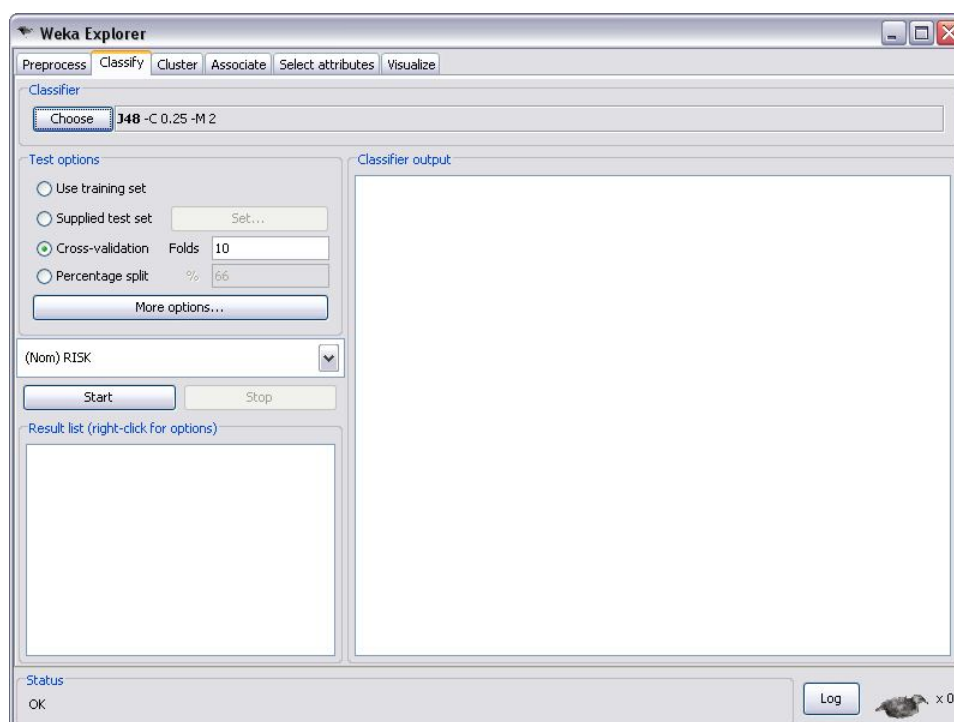 Weka Explorer
Preprocess Classify Cluster Associate Select attributes Visualize
Classifier
Choose J48 -C 0.25 -M 2
Test options
Use training set
Supplied test set Set...
Cross-validation Folds 10
Percentage split % 66
More options...
(Nom) RISK
Start Stop
Result list (right-click for options)
Classifier output
Status
OK
Log x 0